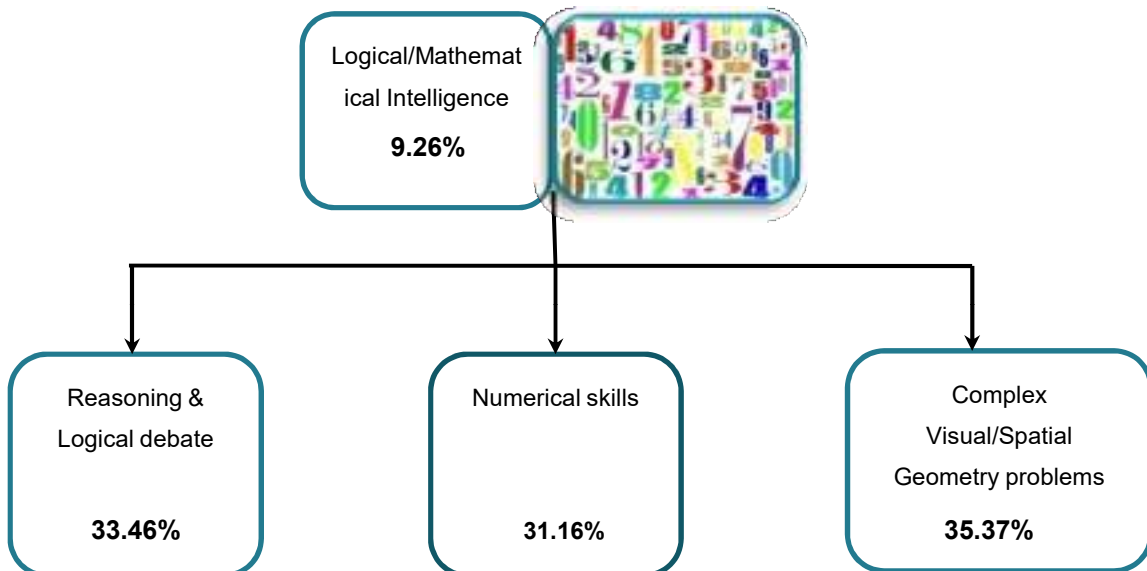 Logical/Mathemat
ical Intelligence
9.26%
Reasoning &
Logical debate
33.46%
Numerical skills
31.16%
Complex
Visual/Spatial
Geometry problems
35.37%